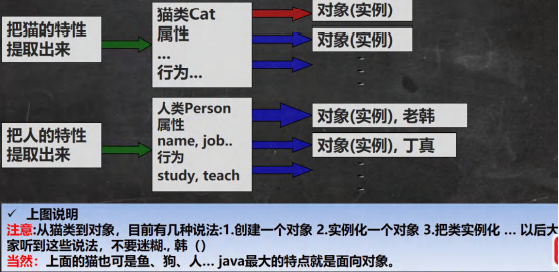 把猫的特性
提取出来
猫类Cat
属性
...
行为...
对象(实例)
对象(实例)
把人的特性
提取出来
人类Person
属性
name, job..
行为
study, teach
对象(实例), 老韩
对象(实例), 丁真
✓ 上图说明
注意:从猫类到对象，目前有几种说法:1.创建一个对象 2.实例化一个对象 3.把类实例化 ... 以后大
家听到这些说法，不要迷糊., 韩（）
当然： 上面的猫也可是鱼、狗、人... java最大的特点就是面向对象。